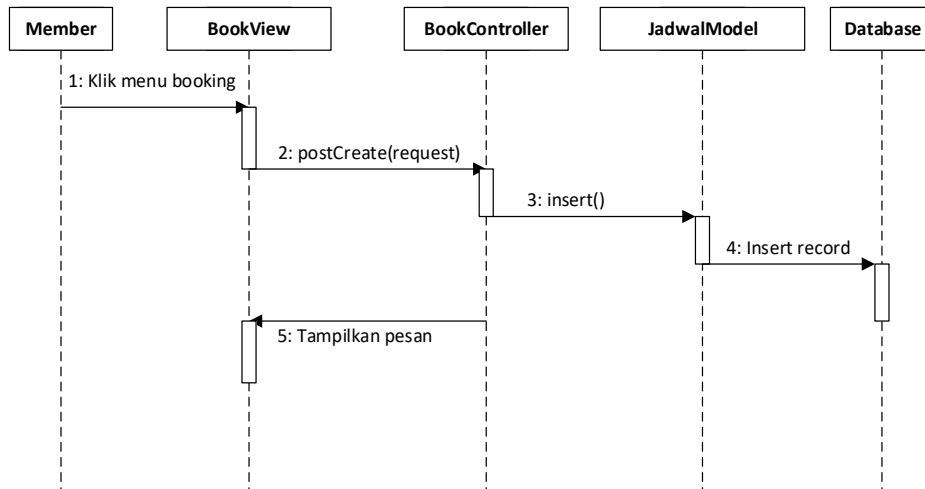 Member
BookView
BookController
JadwalModel
Database
1: Klik menu booking
2: postCreate(request)
3: insert()
4: Insert record
5: Tampilkan pesan